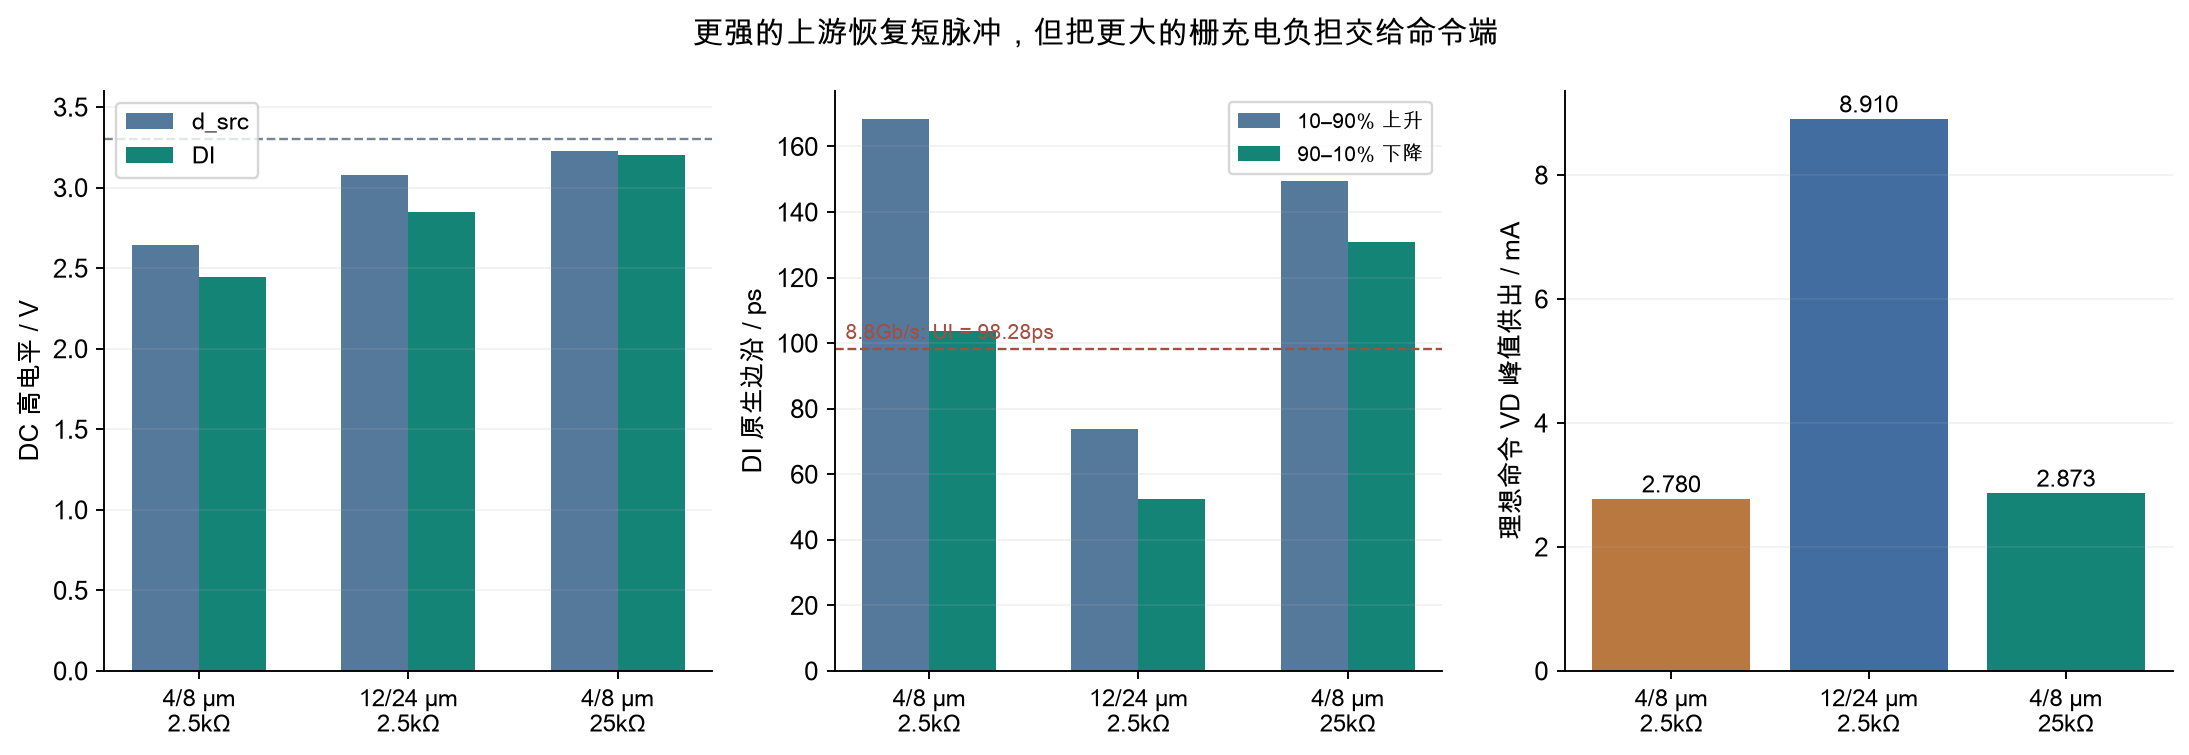 更强的上游恢复短脉冲，但把更大的栅充电负担交给命令端
DC 高电平 / V
3.5
3.0
2.5
2.0
1.5
1.0
0.5
0.0
d_src
DI
4/8 μm
2.5kΩ
12/24 μm
2.5kΩ
4/8 μm
25kΩ
DI 原生边沿 / ps
160
140
120
100
80
60
40
20
0
10–90% 上升
90–10% 下降
8.8Gb/s: UI = 98.28ps
4/8 μm
2.5kΩ
12/24 μm
2.5kΩ
4/8 μm
25kΩ
理想命令 VD 峰值供出 / mA
8
6
4
2
0
2.780
8.910
2.873
4/8 μm
2.5kΩ
12/24 μm
2.5kΩ
4/8 μm
25kΩ